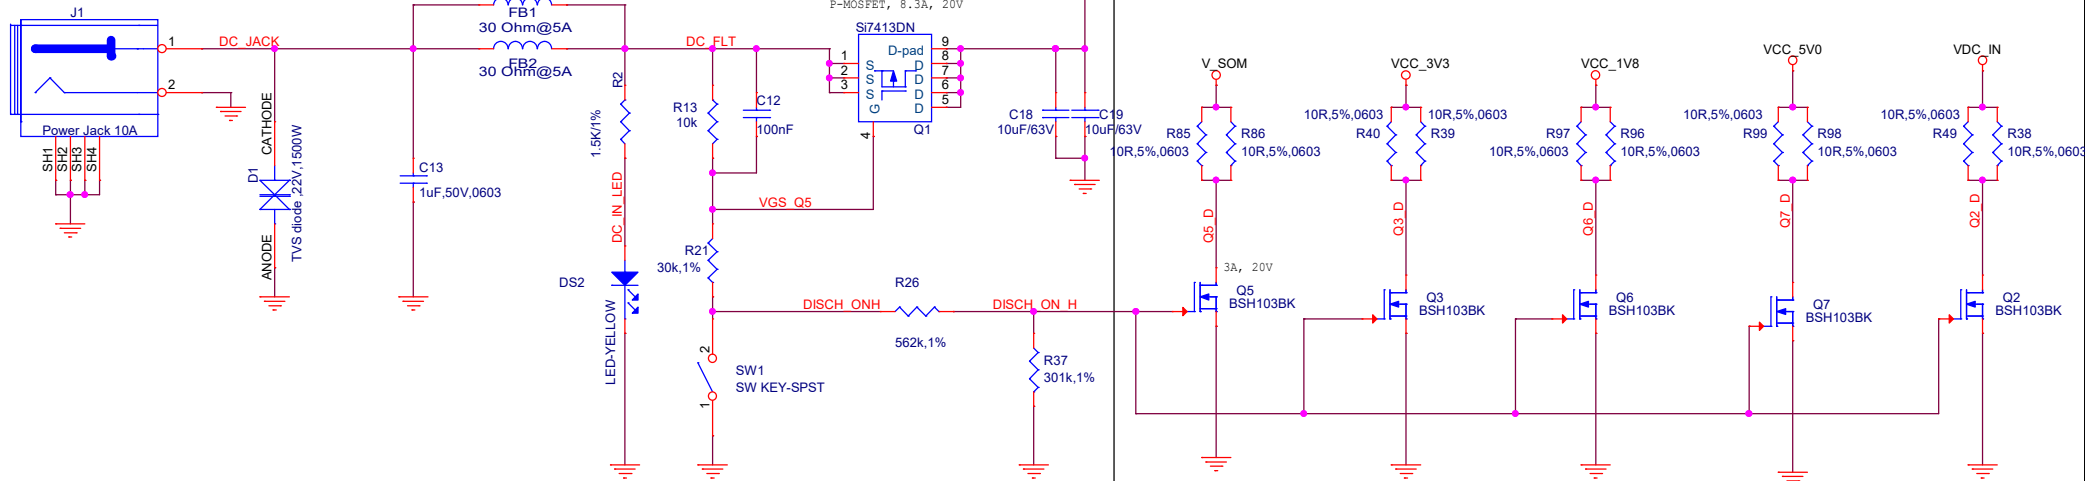 J1
1
2
Power Jack 10A
SH1
SH2
SH3
SH4
DC_JACK
CATHODE
D1
TVS diode ,22V,1500W
ANODE
C13
1uF,50V,0603
FB1
30 Ohm@5A
FB2
30 Ohm@5A
R2
1.5K/1%
DC_IN_LED
DS2
LED-YELLOW
DC_FLT
R13
10k
C12
100nF
VGS_Q5
R21
30k,1%
DISCH_ONH
2
SW1
SW KEY-SPST
1
P-MOSFET, 8.3A, 20V
Si7413DN
D-pad
1
2
3
S
S
S
G
D
D
D
D
9
8
7
6
5
4
Q1
C18
10uF/63V
C19
10uF/63V
R26
562k,1%
DISCH_ON_H
R37
301k,1%
V_SOM
R85
10R,5%,0603
R86
10R,5%,0603
Q5_D
3A, 20V
Q5
BSH103BK
VCC_3V3
10R,5%,0603
R40
10R,5%,0603
R39
Q3_D
Q3
BSH103BK
VCC_1V8
R97
10R,5%,0603
R96
10R,5%,0603
Q6_D
Q6
BSH103BK
VCC_5V0
10R,5%,0603
R99
R98
10R,5%,0603
Q7_D
Q7
BSH103BK
VDC_IN
10R,5%,0603
R49
R38
10R,5%,0603
Q2_D
Q2
BSH103BK